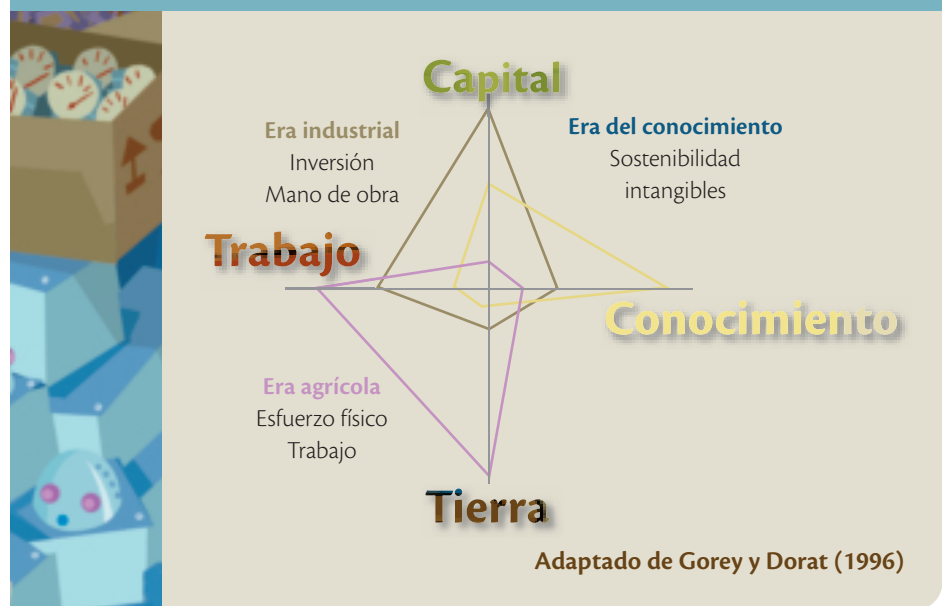 Capital
Era industrial
Inversión
Mano de obra
Era del conocimiento
Sostenibilidad
intangibles
Trabajo
Conocimiento
Era agrícola
Esfuerzo físico
Trabajo
Tierra
Adaptado de Gorey y Dorat (1996)